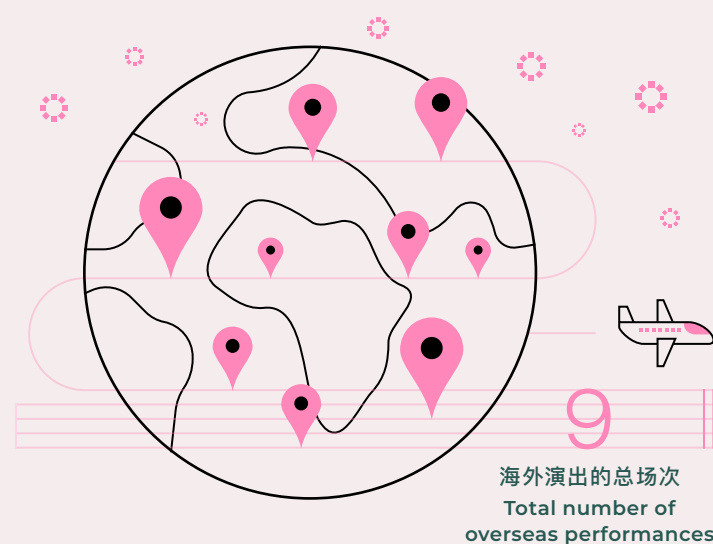 9
海外演出的总场次
Total number of
overseas performances